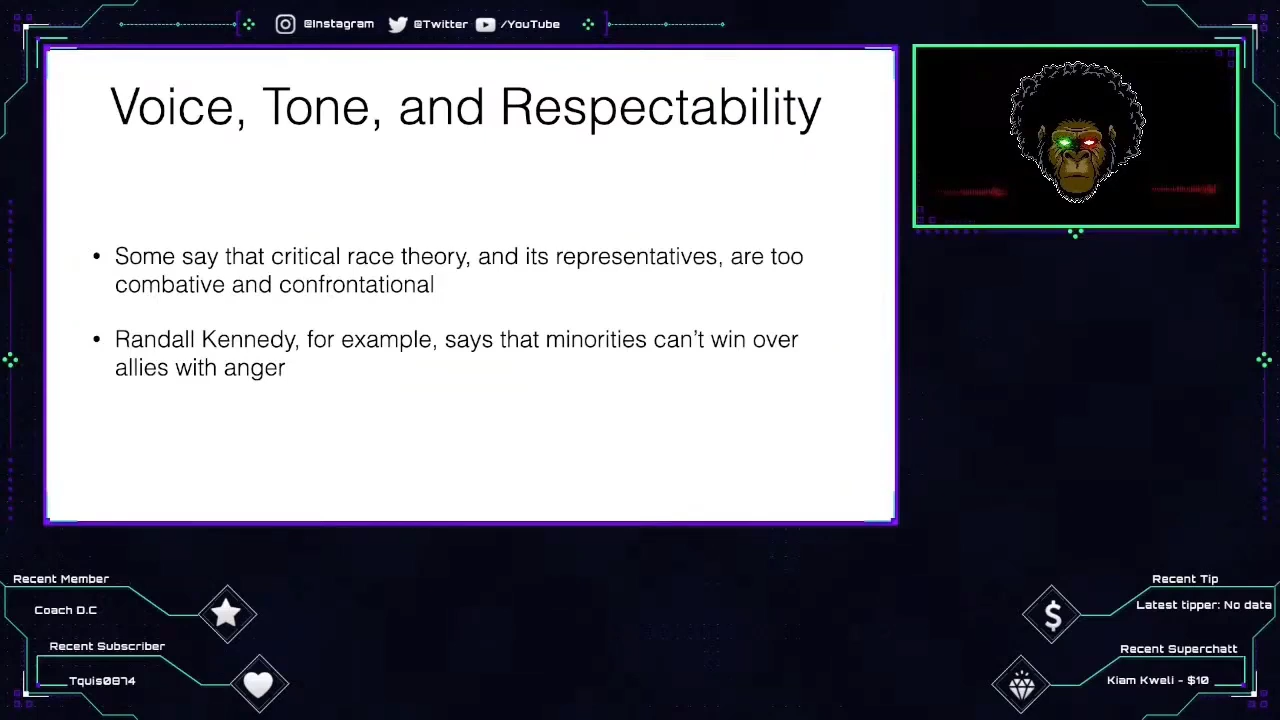 @Instagram @Twitter /YouTube
Voice, Tone, and Respectability
• Some say that critical race theory, and its representatives, are too
combative and confrontational
• Randall Kennedy, for example, says that minorities can’t win over
allies with anger
Recent Member
Coach D.C
Recent Subscriber
Tquis0874
Recent Tip
Latest tipper: No data
Recent Superchatt
Kiam Kweli - $10